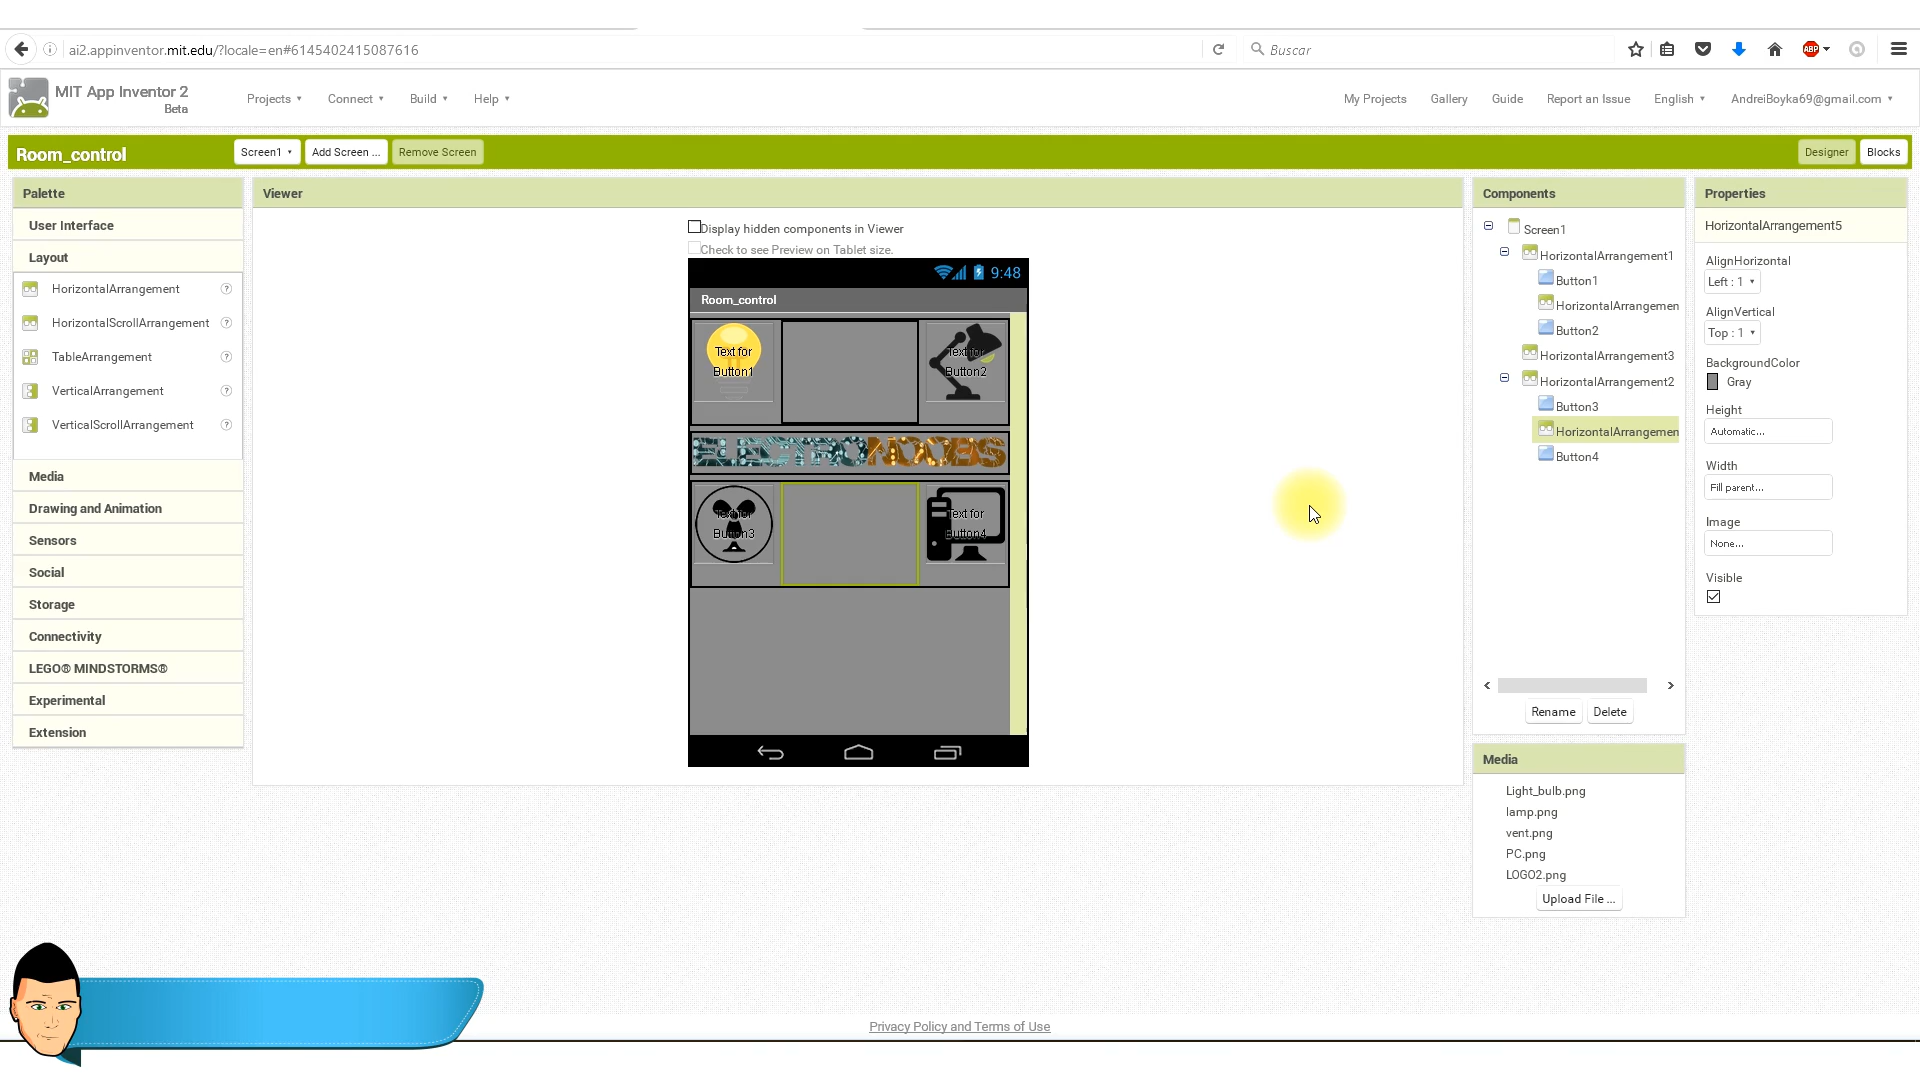 ai2.appinventor.mit.edu/?locale=en#6145402415087616
Buscar
ABP
MIT App Inventor 2
Beta
Projects
Connect
Build
Help
My Projects
Gallery
Guide
Report an Issue
English
AndreiBoyka69@gmail.com
Room_control
Screen1
Add Screen ...
Remove Screen
Designer
Blocks
Palette
User Interface
Layout
HorizontalArrangement
HorizontalScrollArrangement
TableArrangement
VerticalArrangement
VerticalScrollArrangement
Media
Drawing and Animation
Sensors
Social
Storage
Connectivity
LEGO® MINDSTORMS®
Experimental
Extension
Viewer
Display hidden components in Viewer
Check to see Preview on Tablet size.
9:48
Room_control
Text for
Button1
Text for
Button2
ELECTRONOOBS
Text for
Button3
Text for
Button4
Components
Screen1
HorizontalArrangement1
Button1
HorizontalArrangemen
Button2
HorizontalArrangement3
HorizontalArrangement2
Button3
HorizontalArrangemen
Button4
Rename
Delete
Media
Light_bulb.png
lamp.png
vent.png
PC.png
LOGO2.png
Upload File ...
Properties
HorizontalArrangement5
AlignHorizontal
Left : 1
AlignVertical
Top : 1
BackgroundColor
Gray
Height
Automatic...
Width
Fill parent...
Image
None...
Visible
Privacy Policy and Terms of Use